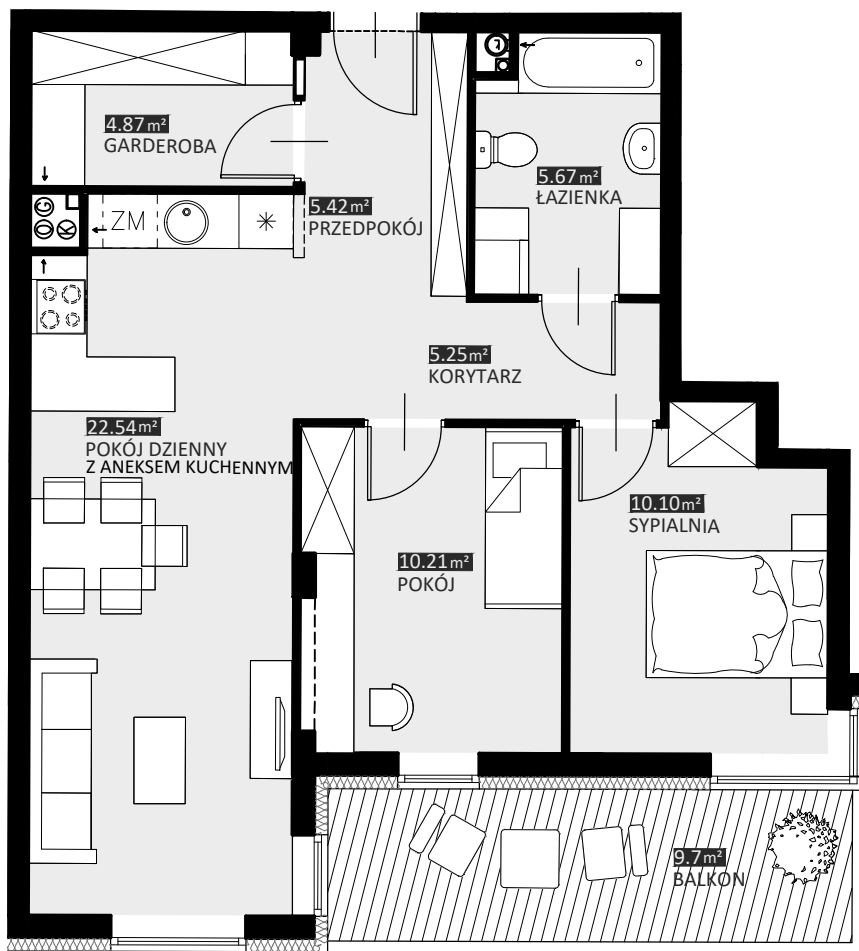 4.87m²
GARDEROBA
5.67m²
ŁAZIENKA
5.42m²
PRZEDPOKÓJ
O G
K
ZM
5.25m²
KORYTARZ
22.54m²
POKÓJ DZIENNY
Z ANEKSEM KUCHENNYM
10.10m²
SYPIALNIA
10.21m²
POKÓJ
9.7m²
BALKON